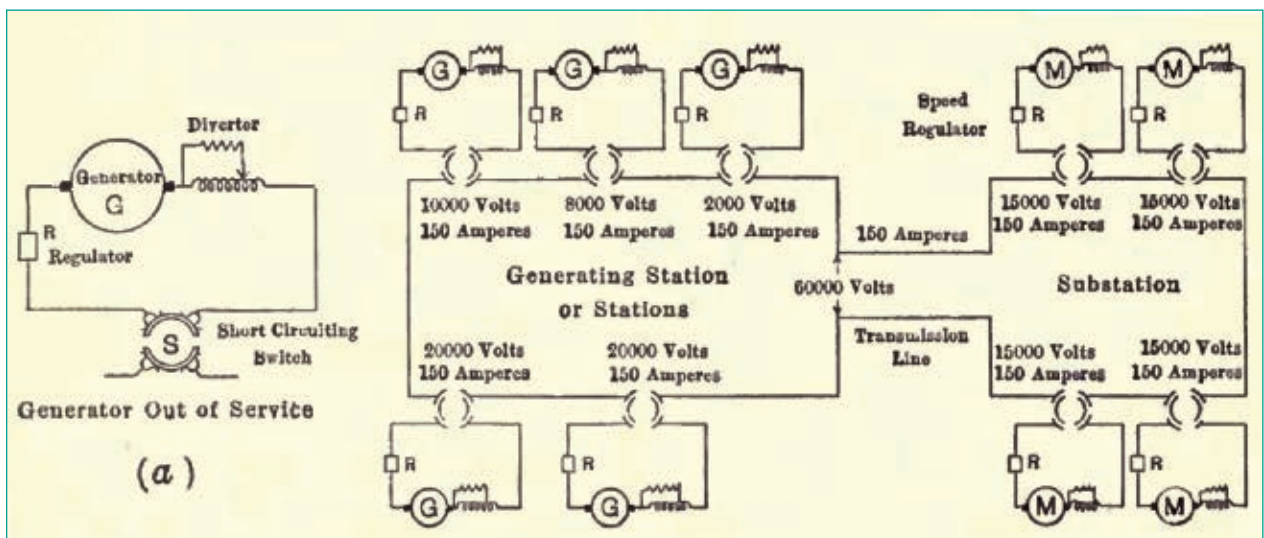 Diverter
Generator
G
R
Regulator
S
Short Circuiting
Switch
Generator Out of Service
(a)
G
R
G
R
G
R
10000 Volts
150 Amperes
8000 Volts
150 Amperes
2000 Volts
150 Amperes
Generating Station
or Stations
20000 Volts
150 Amperes
20000 Volts
150 Amperes
R
G
R
G
150 Amperes
60000 Volts
Transmission
Line
Speed
Regulator
M
R
M
R
15000 Volts
150 Amperes
15000 Volts
150 Amperes
Substation
15000 Volts
150 Amperes
15000 Volts
150 Amperes
R
M
R
M